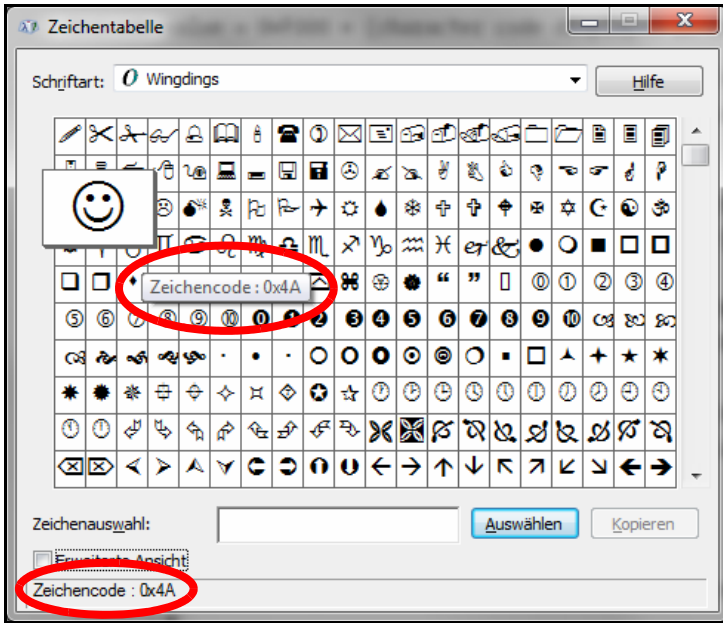 Zeichentabelle
Schriftart: O Wingdings
Hilfe
Zeichencode : 0x4A
Zeichenauswahl:
Auswählen
Kopieren
Erweiterte Ansicht
Zeichencode : 0x4A